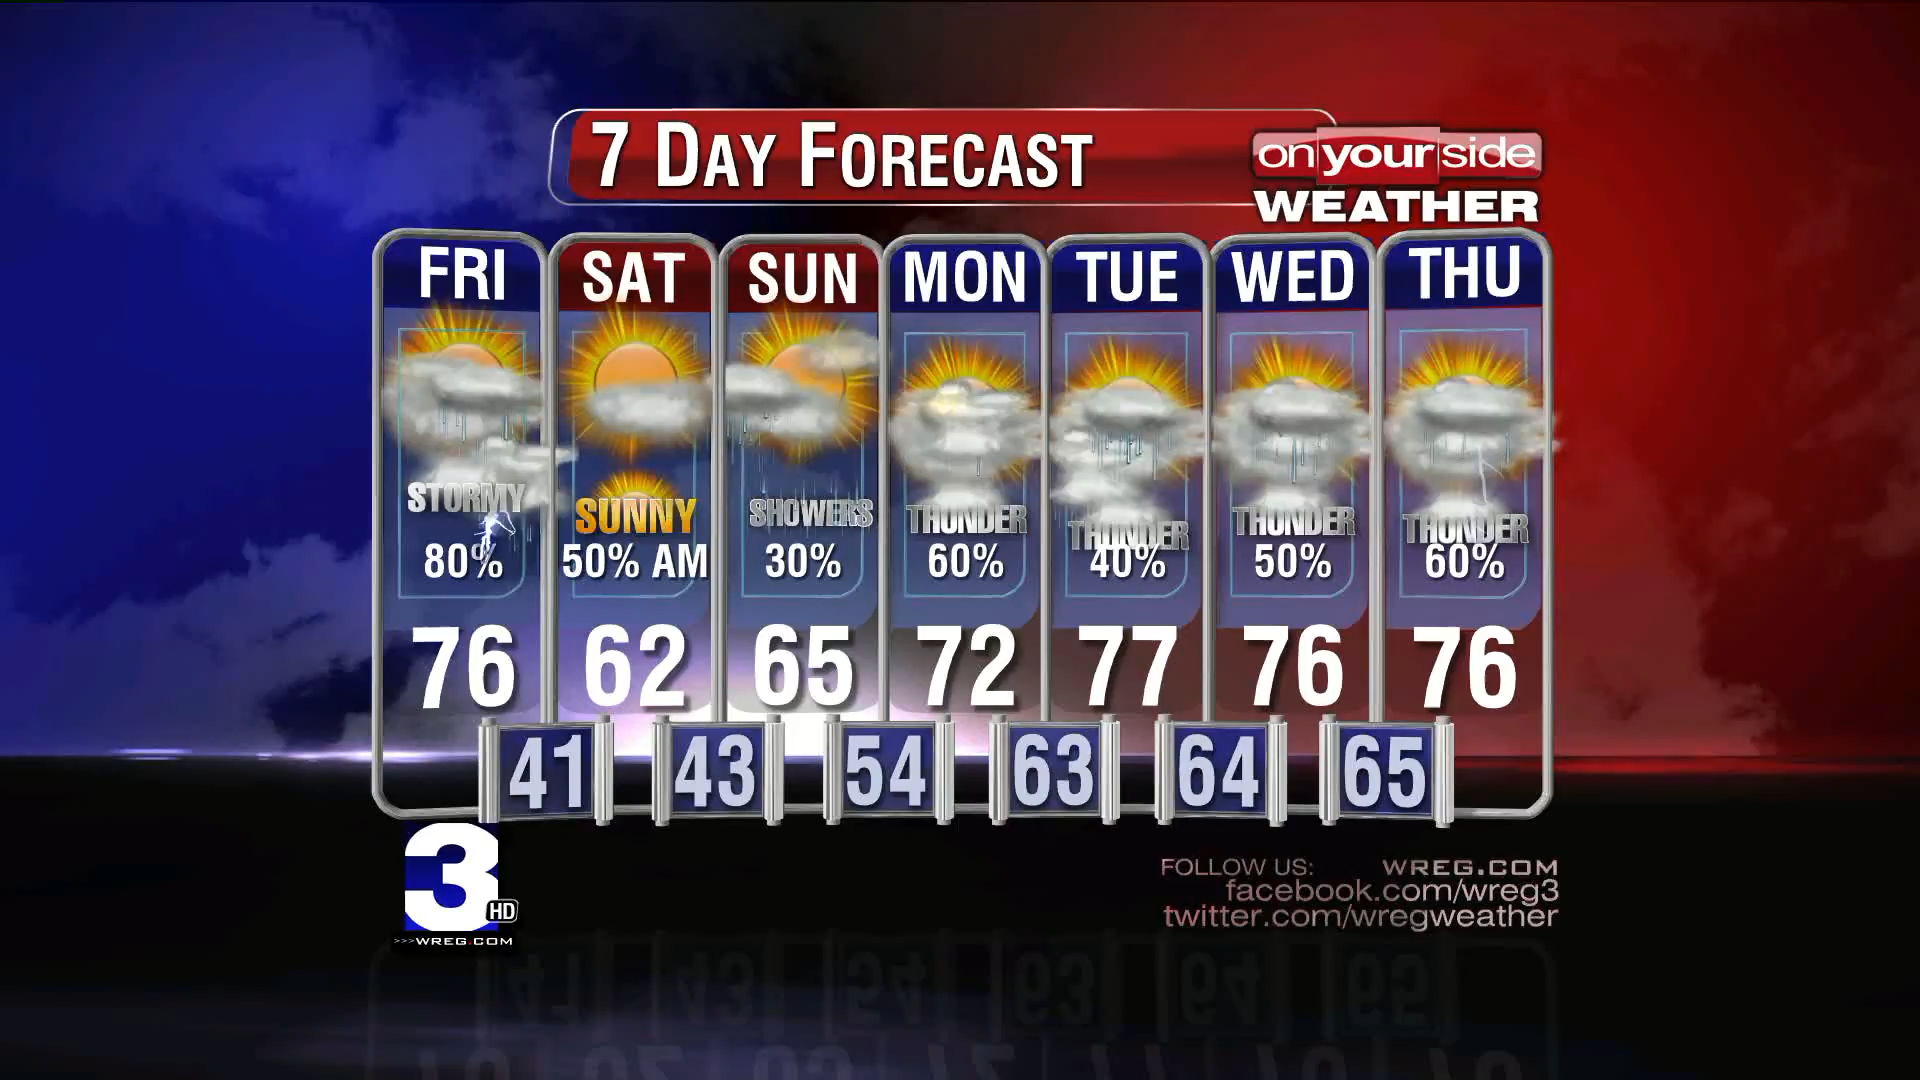 7 DAY FORECAST
on your side
WEATHER
FRI SAT SUN MON TUE WED THU
STORMY SUNNY SHOWERS THUNDER THUNDER THUNDER THUNDER
80% 50% AM 30% 60% 40% 50% 60%
76 62 65 72 77 76 76
41 43 54 63 64 65
3
HD
>>>WREG.COM
FOLLOW US: WREG.COM
facebook.com/wreg3
twitter.com/wregweather